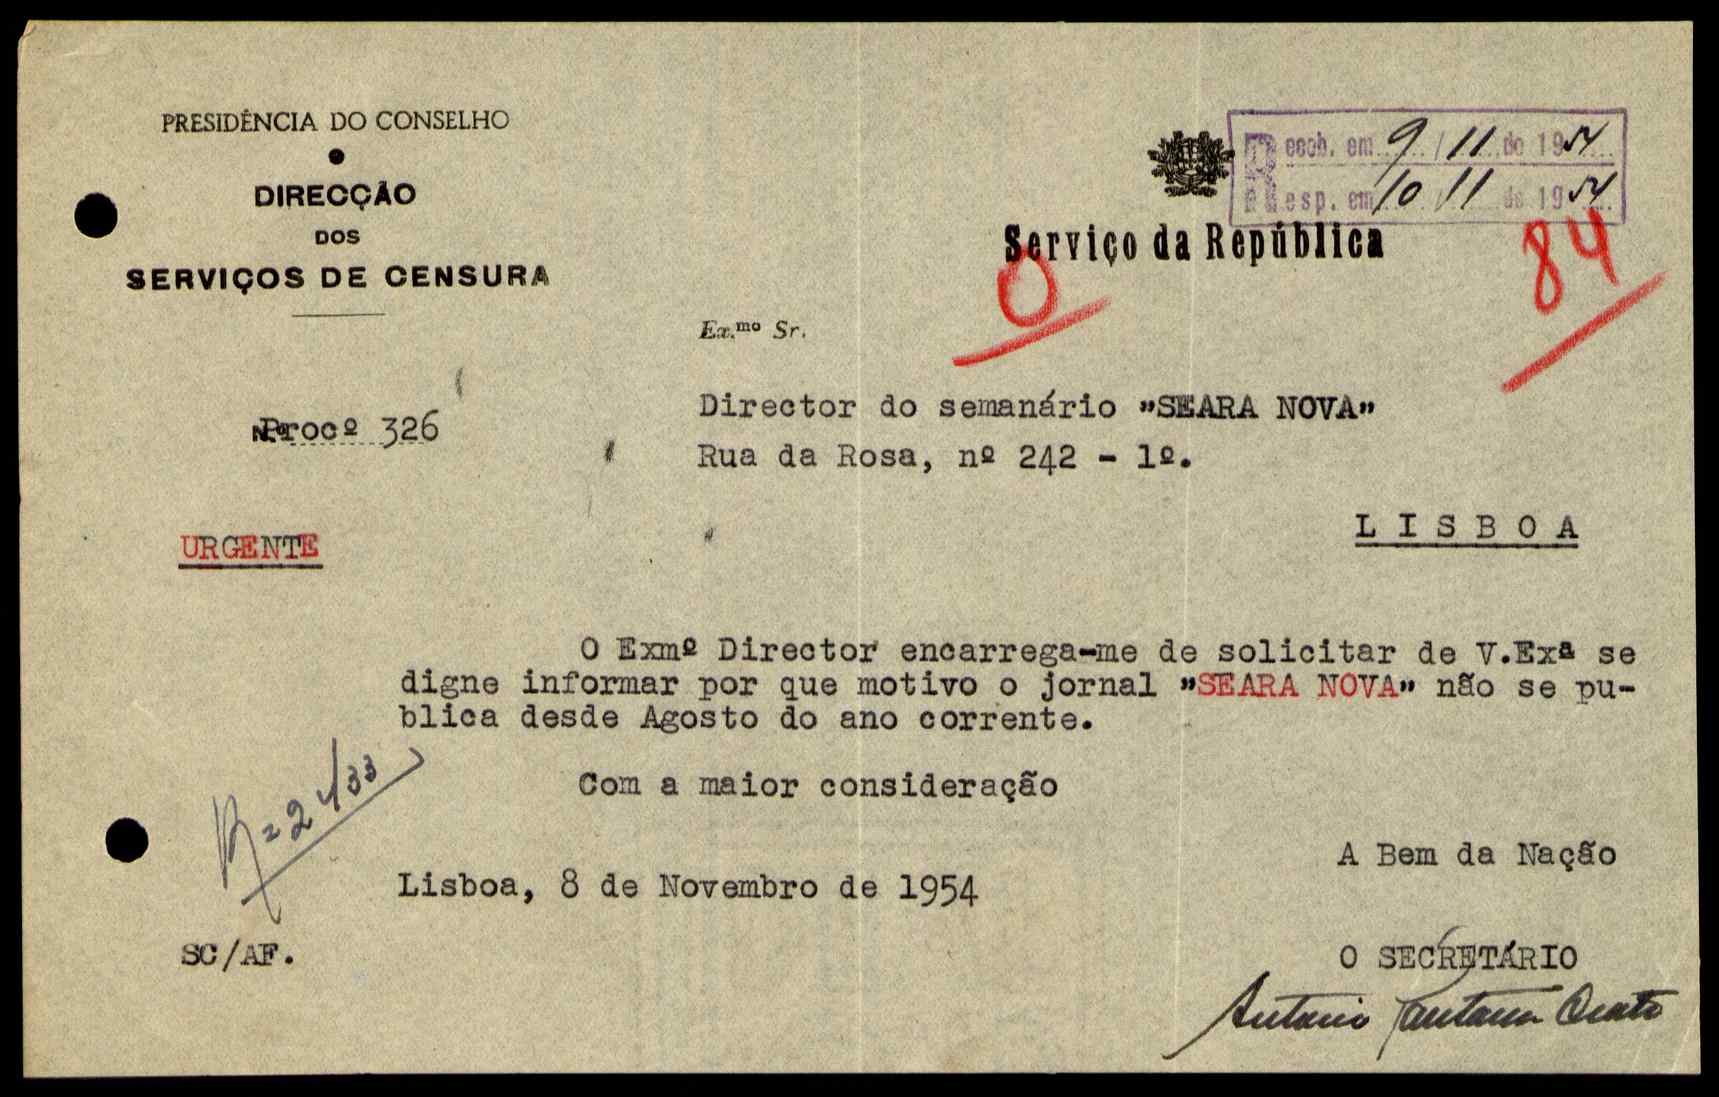 PRESIDÊNCIA DO CONSELHO
DIRECÇÃO
DOS
SERVIÇOS DE CENSURA
Receb. em 9/11 de 1954
Resp. em 10/11 de 1954
Serviço da República
0
84
Ex.mo Sr.
N.º Procº 326
Director do semanário "SEARA NOVA"
Rua da Rosa, nº 242 - 1º.
LISBOA
URGENTE
O Exmº Director encarrega-me de solicitar de V.Exª se
digne informar por que motivo o jornal "SEARA NOVA" não se pu-
blica desde Agosto do ano corrente.
Com a maior consideração
A Bem da Nação
Lisboa, 8 de Novembro de 1954
SC/AF.
O SECRETÁRIO